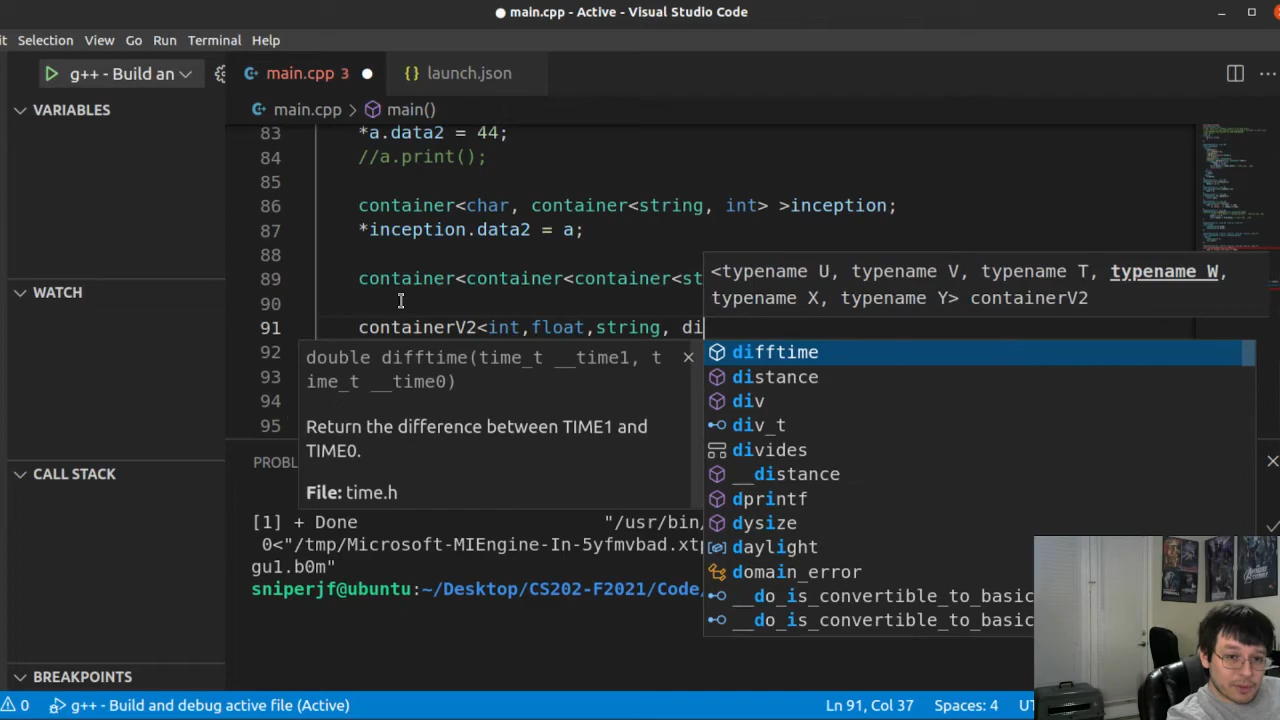 main.cpp - Active - Visual Studio Code
it Selection View Go Run Terminal Help
g++ - Build an
main.cpp 3
{} launch.json
main.cpp > main()
VARIABLES
WATCH
CALL STACK
BREAKPOINTS
83 *a.data2 = 44;
84 //a.print();
85
86 container<char, container<string, int> >inception;
87 *inception.data2 = a;
88
89 container<container<container<st
90
91 containerV2<int,float,string, di
92
93
94
95
<typename U, typename V, typename T, typename W,
typename X, typename Y> containerV2
double difftime(time_t __time1, t
ime_t __time0)
Return the difference between TIME1 and
TIME0.
File: time.h
difftime
distance
div
div_t
divides
__distance
dprintf
dysize
daylight
domain_error
__do_is_convertible_to_basic
__do_is_convertible_to_basic
PROBL
[1] + Done "/usr/bin/
0<"/tmp/Microsoft-MIEngine-In-5yfmvbad.xtp
gu1.b0m"
sniperjf@ubuntu:~/Desktop/CS202-F2021/Code/
0 g++ - Build and debug active file (Active)
Ln 91, Col 37 Spaces: 4 UT